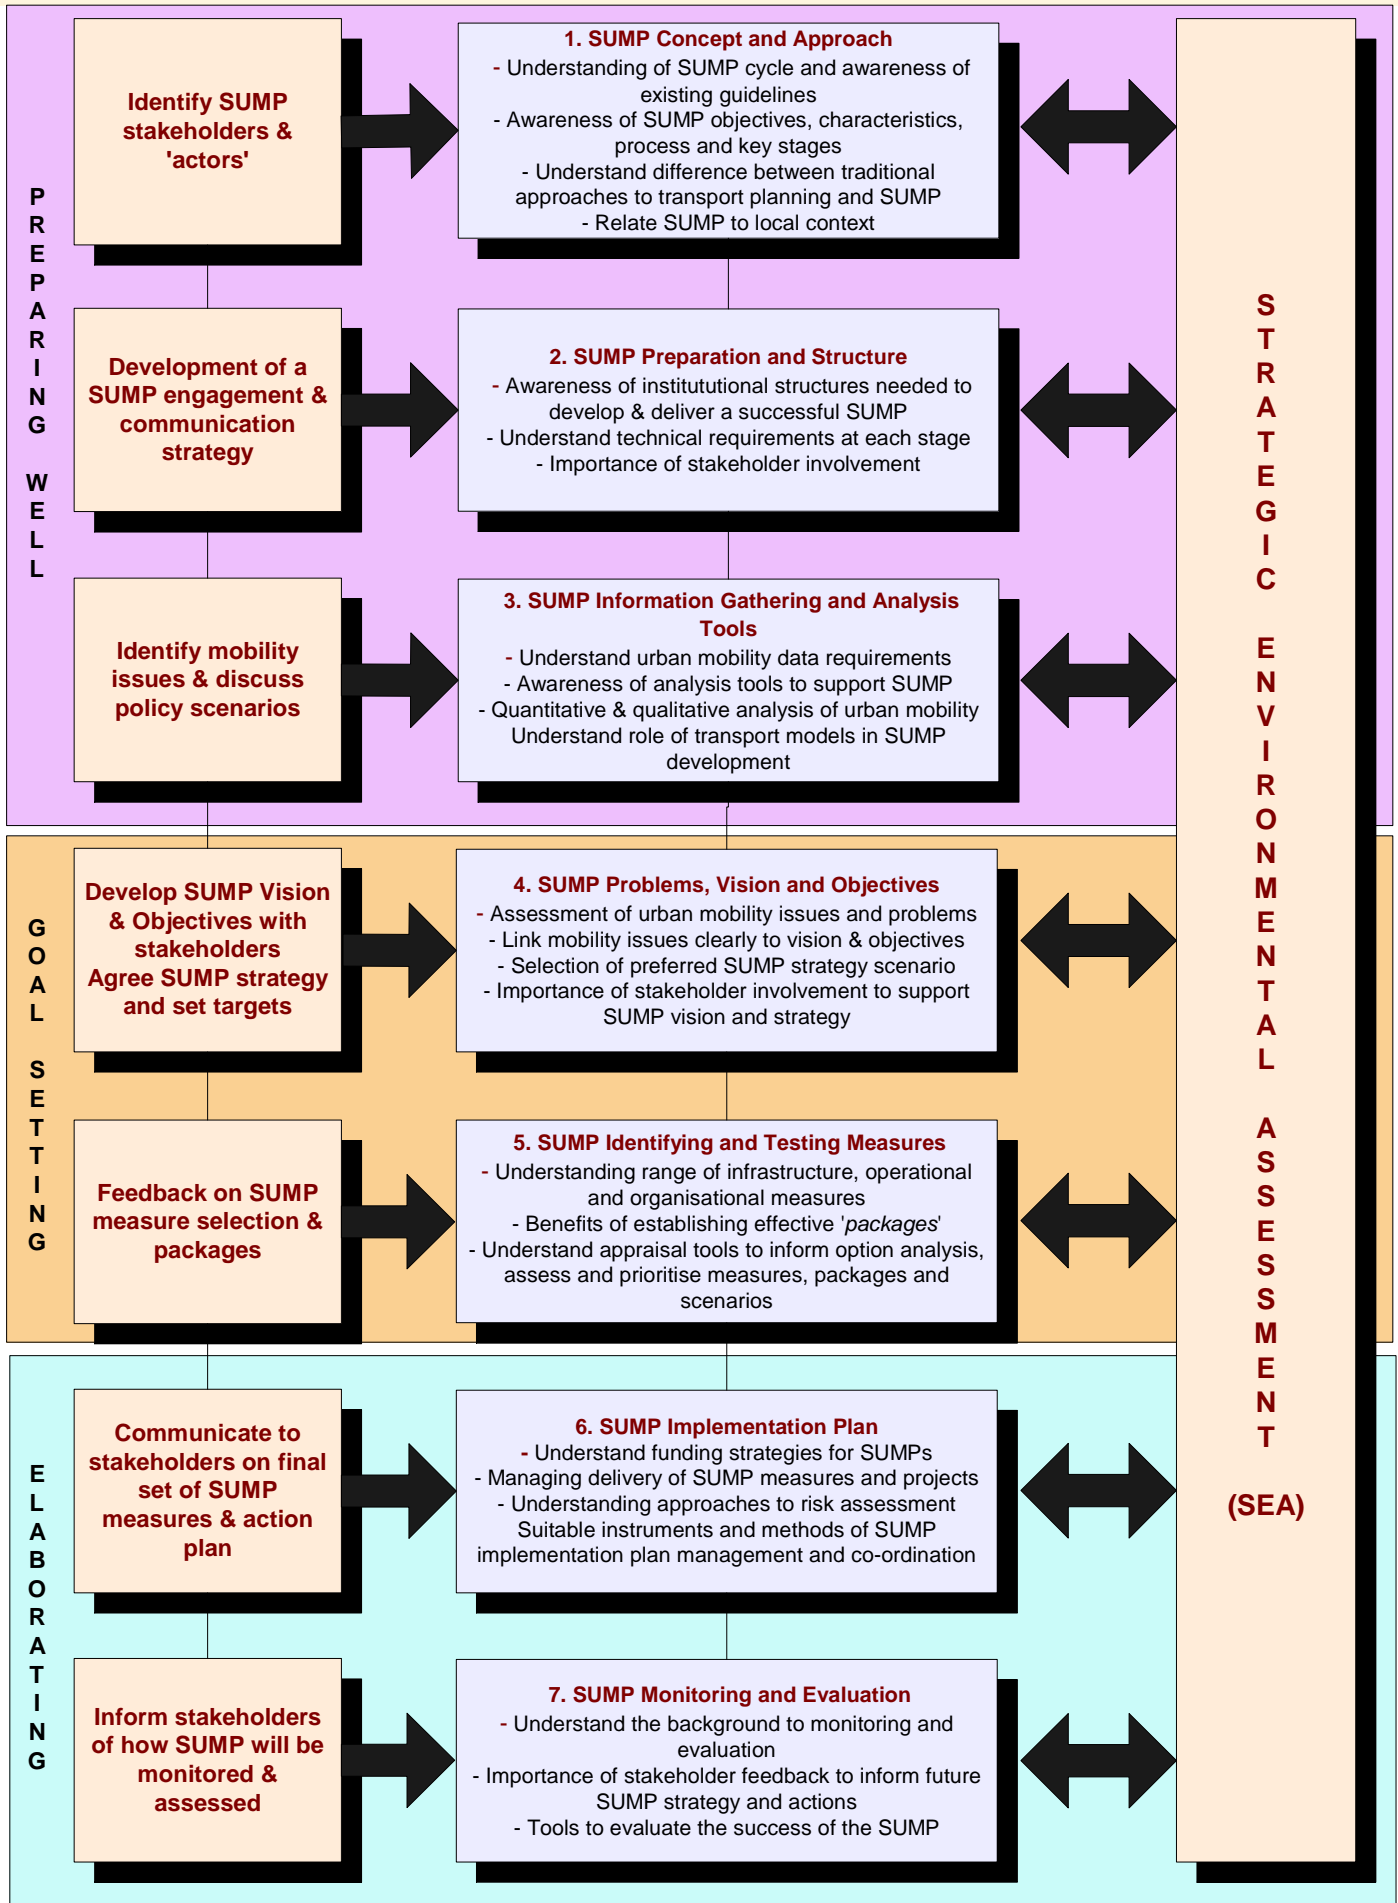 PREPARING WELL
Identify SUMP
stakeholders &
'actors'
1. SUMP Concept and Approach
- Understanding of SUMP cycle and awareness of
existing guidelines
- Awareness of SUMP objectives, characteristics,
process and key stages
- Understand difference between traditional
approaches to transport planning and SUMP
- Relate SUMP to local context
Development of a
SUMP engagement &
communication
strategy
2. SUMP Preparation and Structure
- Awareness of institututional structures needed to
develop & deliver a successful SUMP
- Understand technical requirements at each stage
- Importance of stakeholder involvement
Identify mobility
issues & discuss
policy scenarios
3. SUMP Information Gathering and Analysis
Tools
- Understand urban mobility data requirements
- Awareness of analysis tools to support SUMP
- Quantitative & qualitative analysis of urban mobility
Understand role of transport models in SUMP
development
GOAL SETTING
Develop SUMP Vision
& Objectives with
stakeholders
Agree SUMP strategy
and set targets
4. SUMP Problems, Vision and Objectives
- Assessment of urban mobility issues and problems
- Link mobility issues clearly to vision & objectives
- Selection of preferred SUMP strategy scenario
- Importance of stakeholder involvement to support
SUMP vision and strategy
Feedback on SUMP
measure selection &
packages
5. SUMP Identifying and Testing Measures
- Understanding range of infrastructure, operational
and organisational measures
- Benefits of establishing effective 'packages'
- Understand appraisal tools to inform option analysis,
assess and prioritise measures, packages and
scenarios
ELABORATING
Communicate to
stakeholders on final
set of SUMP
measures & action
plan
6. SUMP Implementation Plan
- Understand funding strategies for SUMPs
- Managing delivery of SUMP measures and projects
- Understanding approaches to risk assessment
Suitable instruments and methods of SUMP
implementation plan management and co-ordination
Inform stakeholders
of how SUMP will be
monitored &
assessed
7. SUMP Monitoring and Evaluation
- Understand the background to monitoring and
evaluation
- Importance of stakeholder feedback to inform future
SUMP strategy and actions
- Tools to evaluate the success of the SUMP
STRATEGIC ENVIRONMENTAL ASSESSMENT
(SEA)